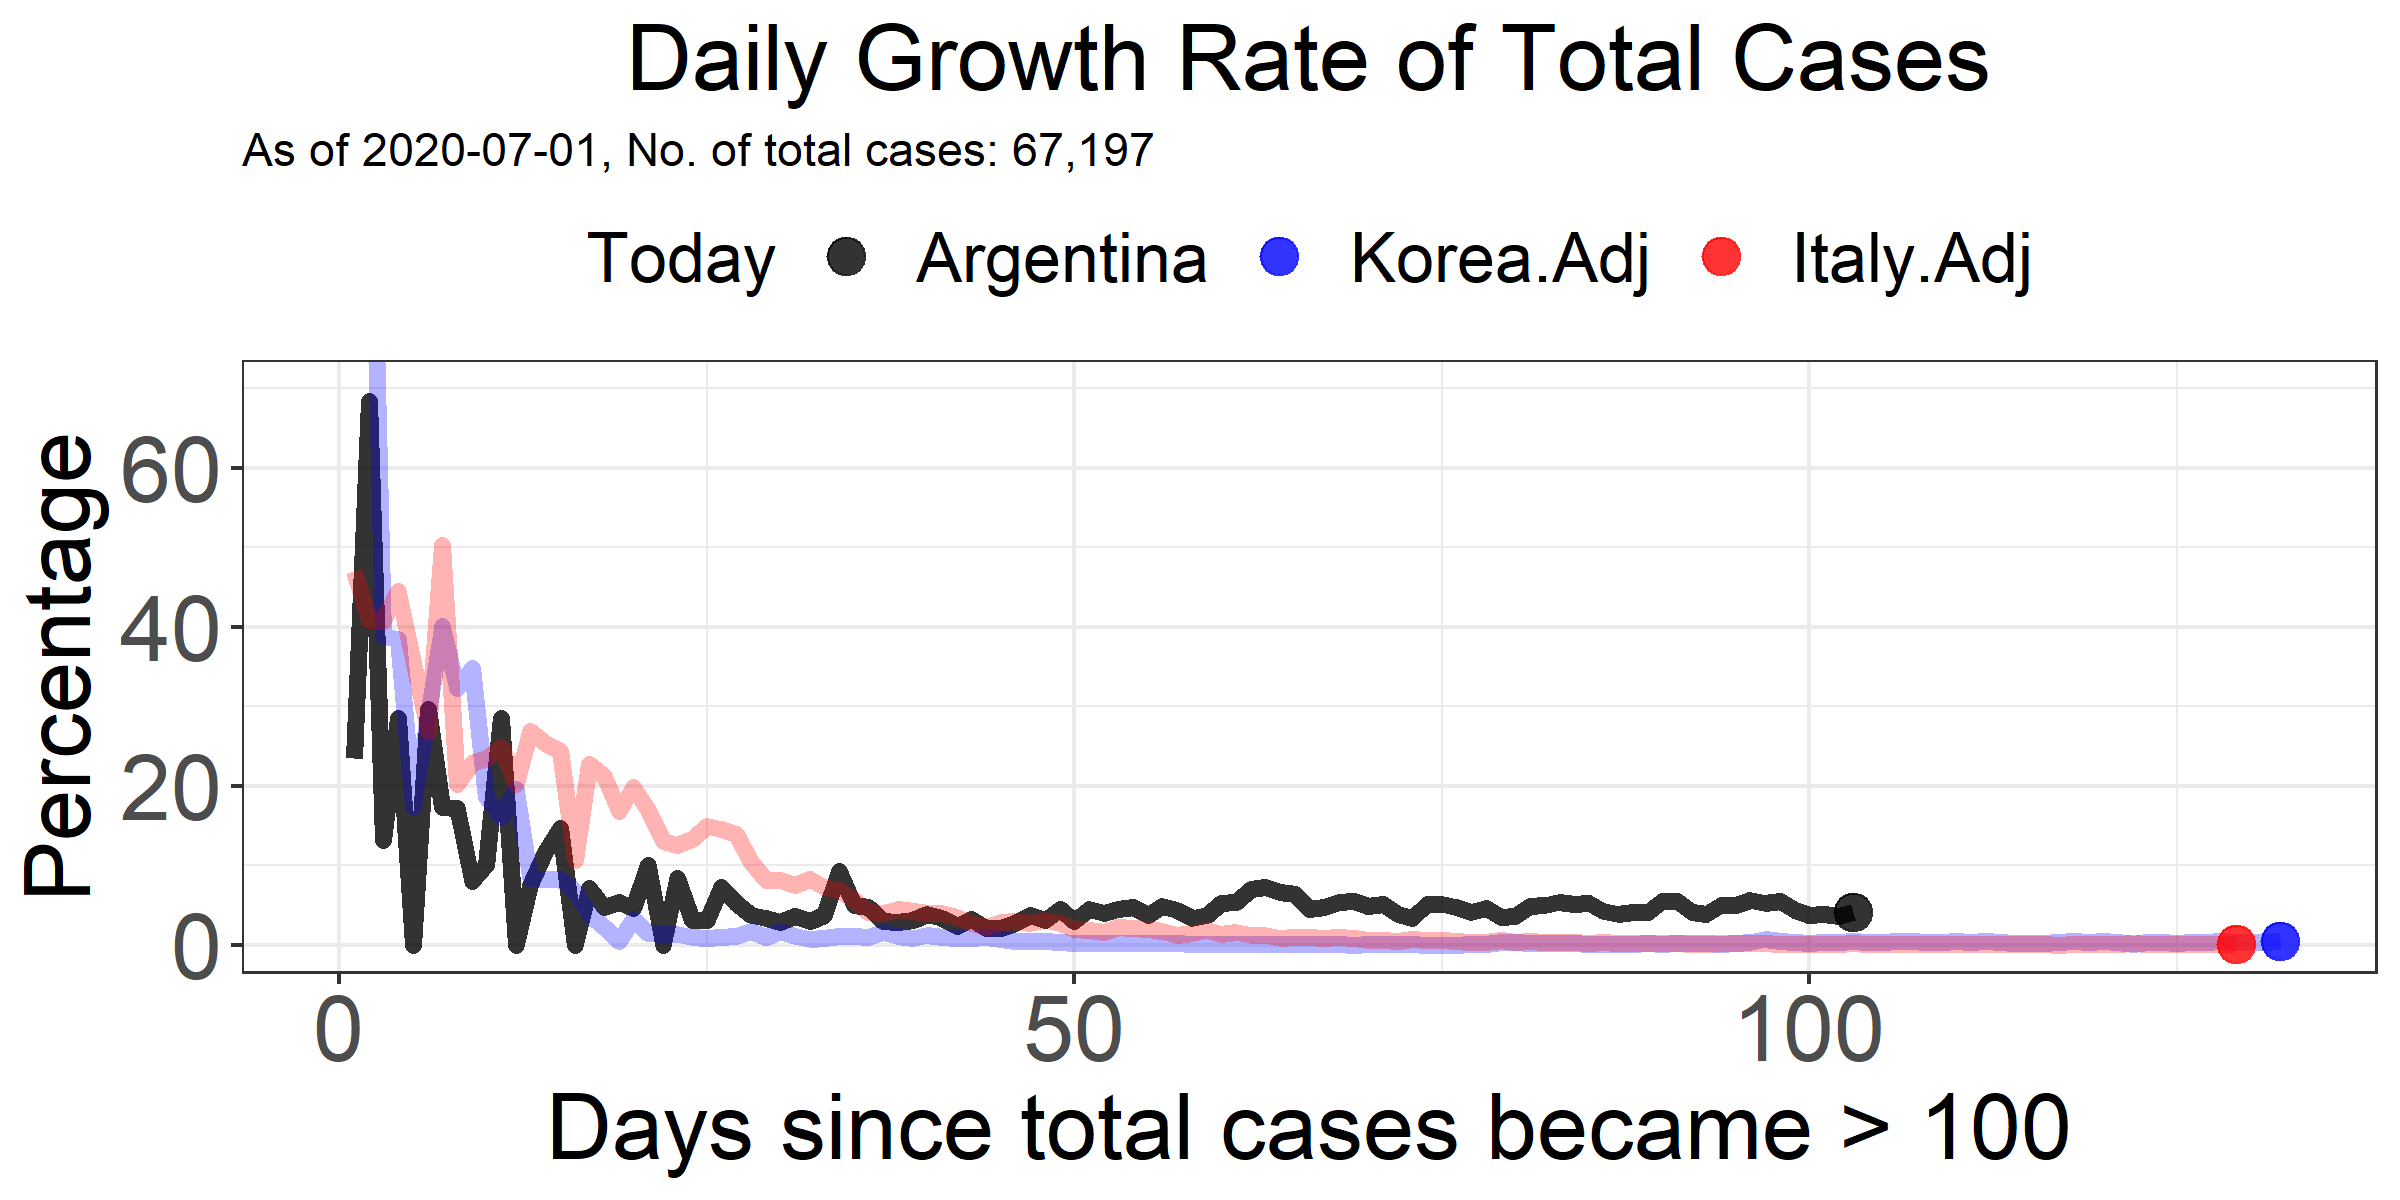 Daily Growth Rate of Total Cases
As of 2020-07-01, No. of total cases: 67,197
Today Argentina Korea.Adj Italy.Adj
Percentage
60
40
20
0
0 50 100
Days since total cases became > 100